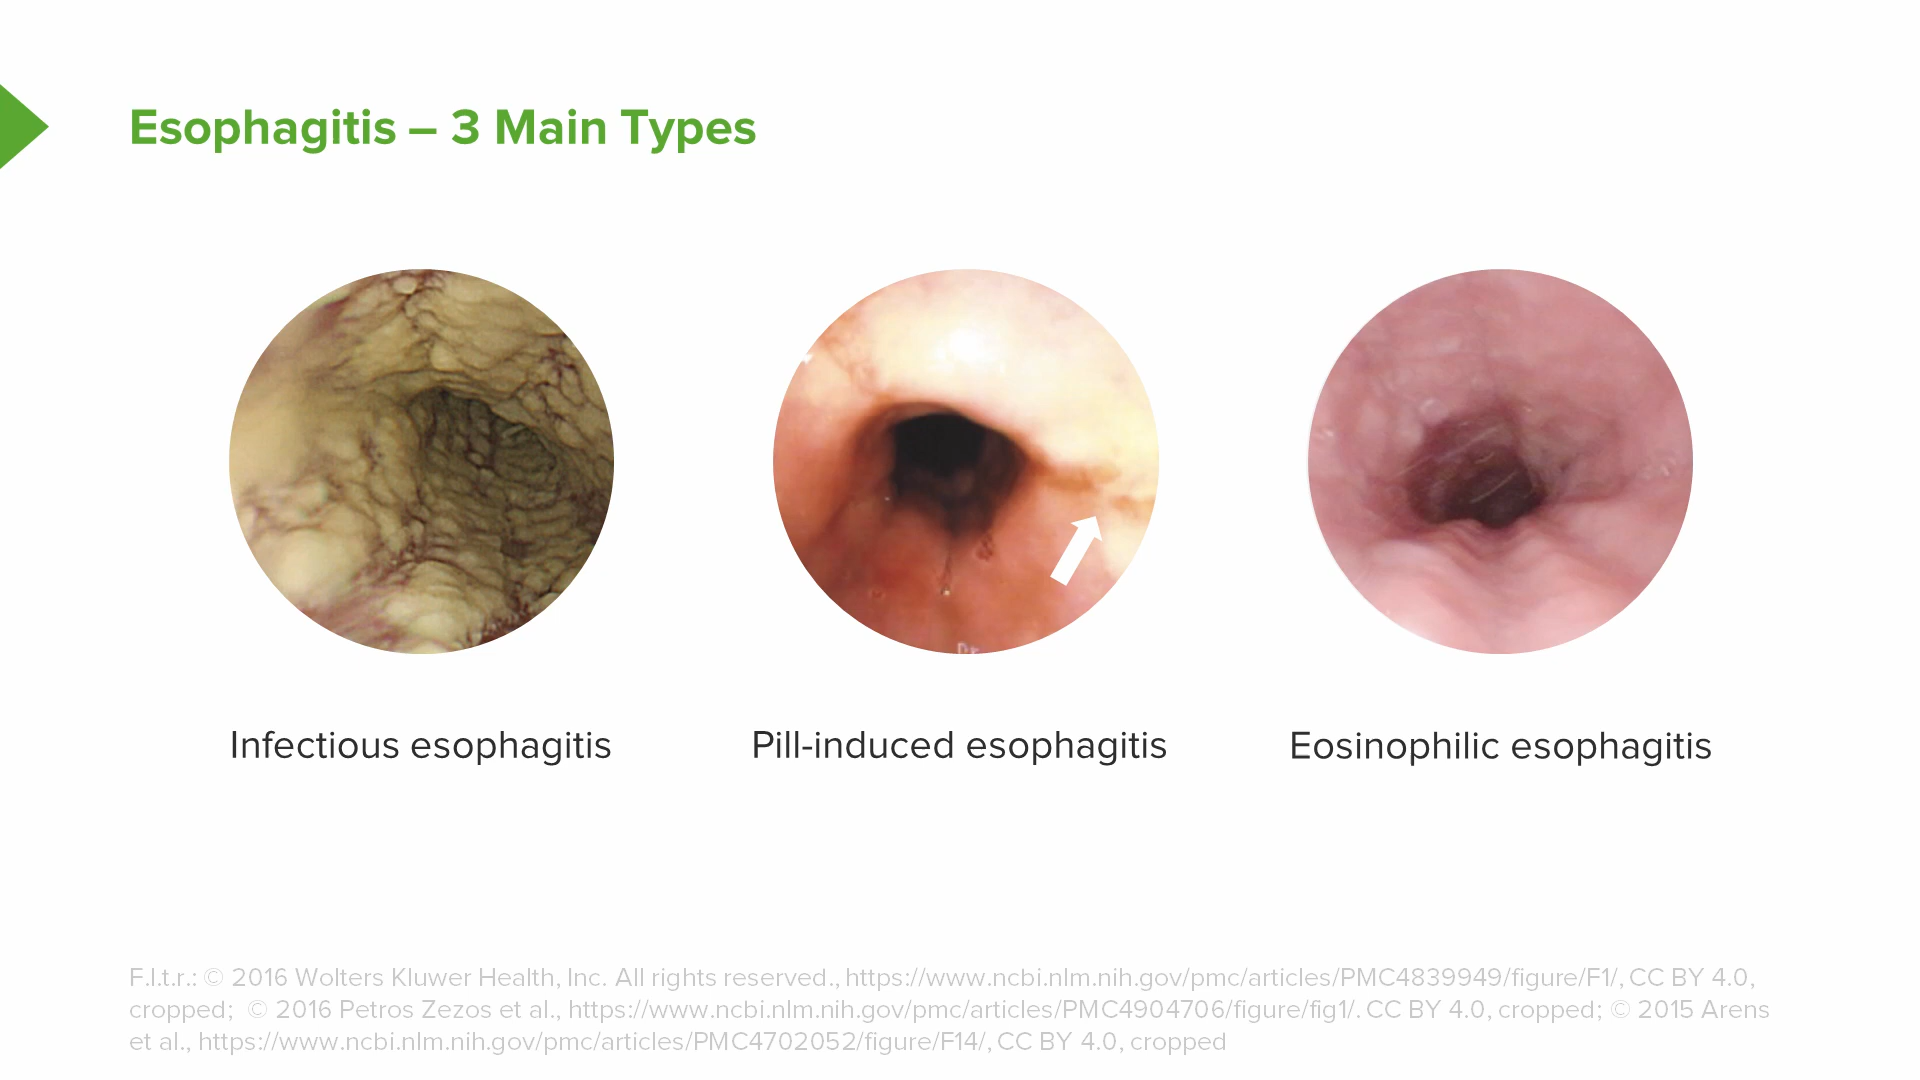 Esophagitis – 3 Main Types
Dr
Infectious esophagitis
Pill-induced esophagitis
Eosinophilic esophagitis
F.l.t.r.: © 2016 Wolters Kluwer Health, Inc. All rights reserved., https://www.ncbi.nlm.nih.gov/pmc/articles/PMC4839949/figure/F1/, CC BY 4.0,
cropped;  © 2016 Petros Zezos et al., https://www.ncbi.nlm.nih.gov/pmc/articles/PMC4904706/figure/fig1/. CC BY 4.0, cropped; © 2015 Arens
et al., https://www.ncbi.nlm.nih.gov/pmc/articles/PMC4702052/figure/F14/, CC BY 4.0, cropped